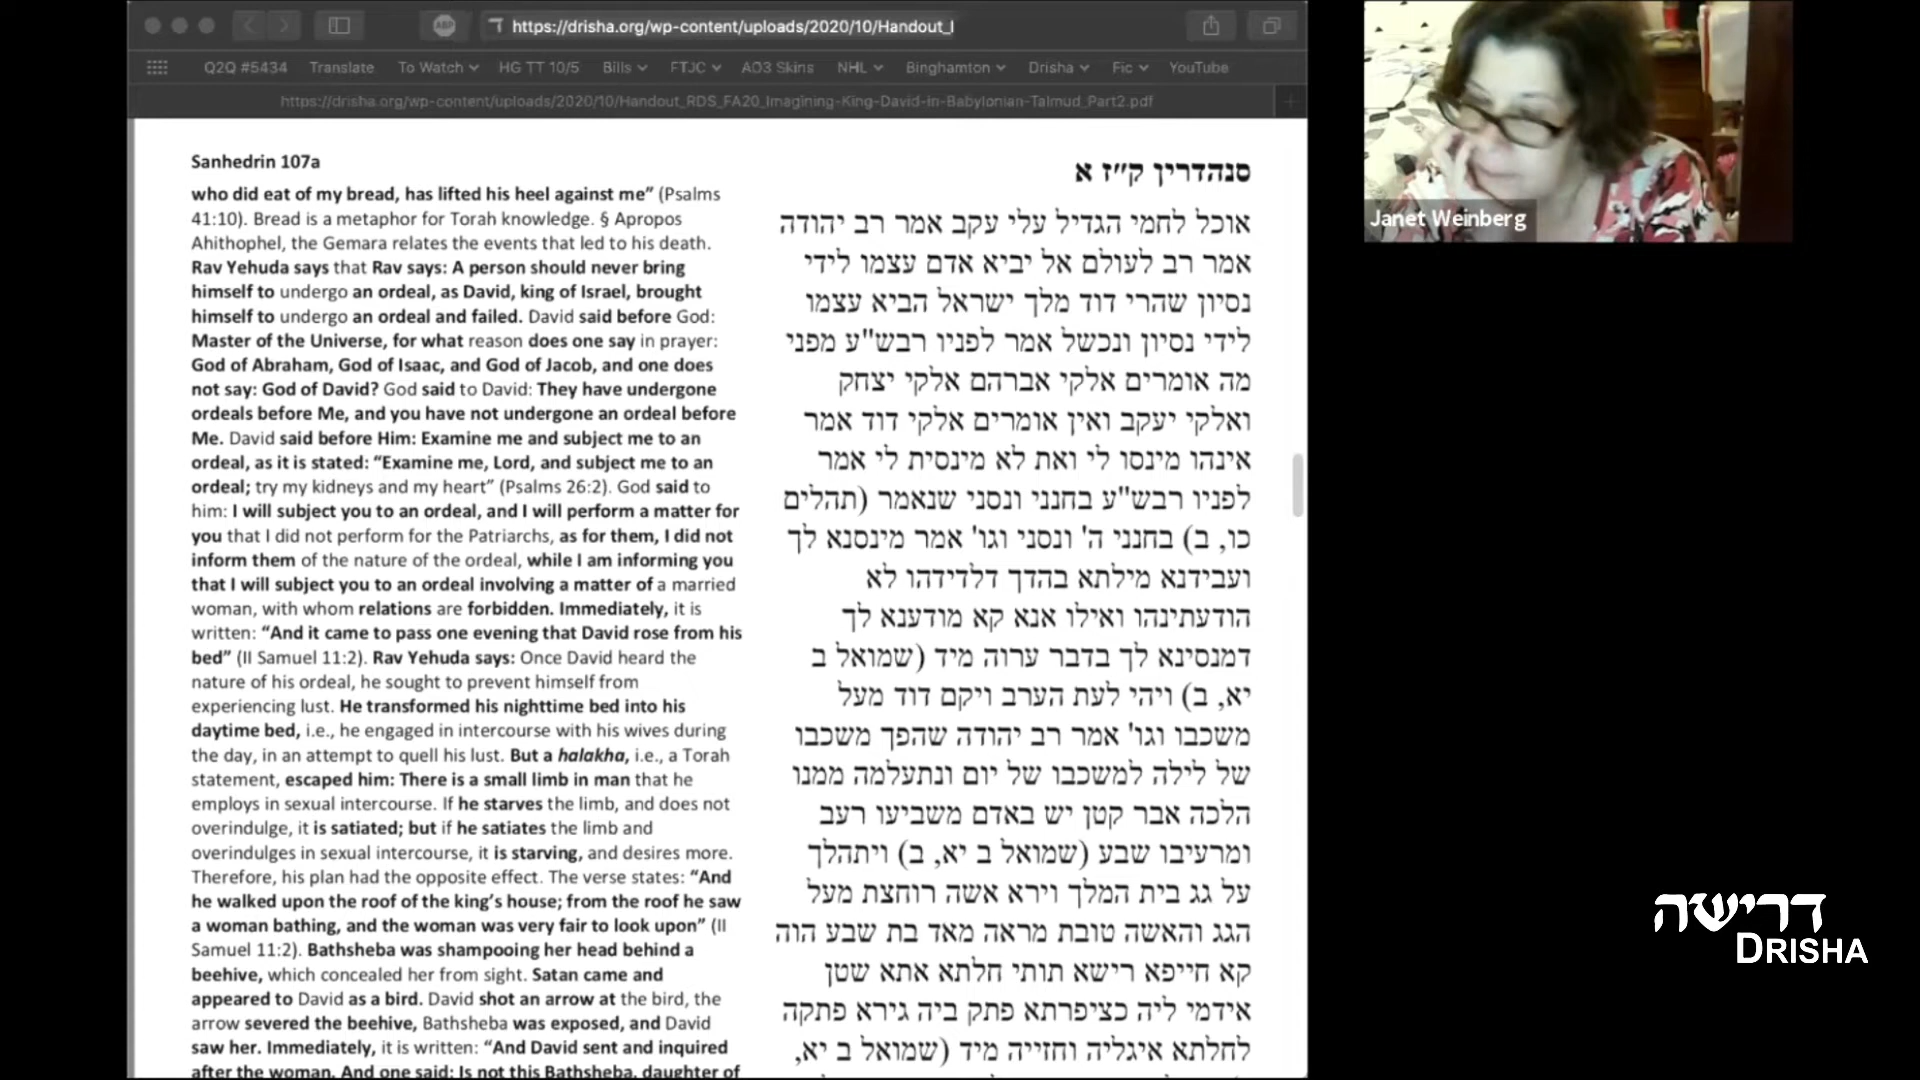 ABP
https://drisha.org/wp-content/uploads/2020/10/Handout_
Q2Q #5434 Translate To Watch HG TT 10/5 Bills FTJC AO3 Skins NHL Binghamton Drisha Fic YouTube
https://drisha.org/wp-content/uploads/2020/10/Handout_RDS_FA20_Imagining-King-David-in-Babylonian-Talmud_Part2.pdf
Sanhedrin 107a
who did eat of my bread, has lifted his heel against me” (Psalms
41:10). Bread is a metaphor for Torah knowledge. § Apropos
Ahithophel, the Gemara relates the events that led to his death.
Rav Yehuda says that Rav says: A person should never bring
himself to undergo an ordeal, as David, king of Israel, brought
himself to undergo an ordeal and failed. David said before God:
Master of the Universe, for what reason does one say in prayer:
God of Abraham, God of Isaac, and God of Jacob, and one does
not say: God of David? God said to David: They have undergone
ordeals before Me, and you have not undergone an ordeal before
Me. David said before Him: Examine me and subject me to an
ordeal, as it is stated: “Examine me, Lord, and subject me to an
ordeal; try my kidneys and my heart” (Psalms 26:2). God said to
him: I will subject you to an ordeal, and I will perform a matter for
you that I did not perform for the Patriarchs, as for them, I did not
inform them of the nature of the ordeal, while I am informing you
that I will subject you to an ordeal involving a matter of a married
woman, with whom relations are forbidden. Immediately, it is
written: “And it came to pass one evening that David rose from his
bed” (II Samuel 11:2). Rav Yehuda says: Once David heard the
nature of his ordeal, he sought to prevent himself from
experiencing lust. He transformed his nighttime bed into his
daytime bed, i.e., he engaged in intercourse with his wives during
the day, in an attempt to quell his lust. But a halakha, i.e., a Torah
statement, escaped him: There is a small limb in man that he
employs in sexual intercourse. If he starves the limb, and does not
overindulge, it is satiated; but if he satiates the limb and
overindulges in sexual intercourse, it is starving, and desires more.
Therefore, his plan had the opposite effect. The verse states: “And
he walked upon the roof of the king’s house; from the roof he saw
a woman bathing, and the woman was very fair to look upon” (II
Samuel 11:2). Bathsheba was shampooing her head behind a
beehive, which concealed her from sight. Satan came and
appeared to David as a bird. David shot an arrow at the bird, the
arrow severed the beehive, Bathsheba was exposed, and David
saw her. Immediately, it is written: “And David sent and inquired
after the woman. And one said: Is not this Bathsheba, daughter of
סנהדרין ק״ז א
אוכל לחמי הגדיל עלי עקב אמר רב יהודה
אמר רב לעולם אל יביא אדם עצמו לידי
נסיון שהרי דוד מלך ישראל הביא עצמו
לידי נסיון ונכשל אמר לפניו רבש"ע מפני
מה אומרים אלקי אברהם אלקי יצחק
ואלקי יעקב ואין אומרים אלקי דוד אמר
אינהו מינסו לי ואת לא מינסית לי אמר
לפניו רבש"ע בחנני ונסני שנאמר (תהלים
כו, ב) בחנני ה' ונסני וגו' אמר מינסנא לך
ועבידנא מילתא בהדך דלדידהו לא
הודעתינהו ואילו אנא קא מודענא לך
דמנסינא לך בדבר ערוה מיד (שמואל ב
יא, ב) ויהי לעת הערב ויקם דוד מעל
משכבו וגו' אמר רב יהודה שהפך משכבו
של לילה למשכבו של יום ונתעלמה ממנו
הלכה אבר קטן יש באדם משביעו רעב
ומרעיבו שבע (שמואל ב יא, ב) ויתהלך
על גג בית המלך וירא אשה רוחצת מעל
הגג והאשה טובת מראה מאד בת שבע הוה
קא חייפא רישא תותי חלתא אתא שטן
אידמי ליה כציפרתא פתק ביה גירא פתקה
לחלתא איגליה וחזייה מיד (שמואל ב יא,
Janet Weinberg
דרישה
DRISHA